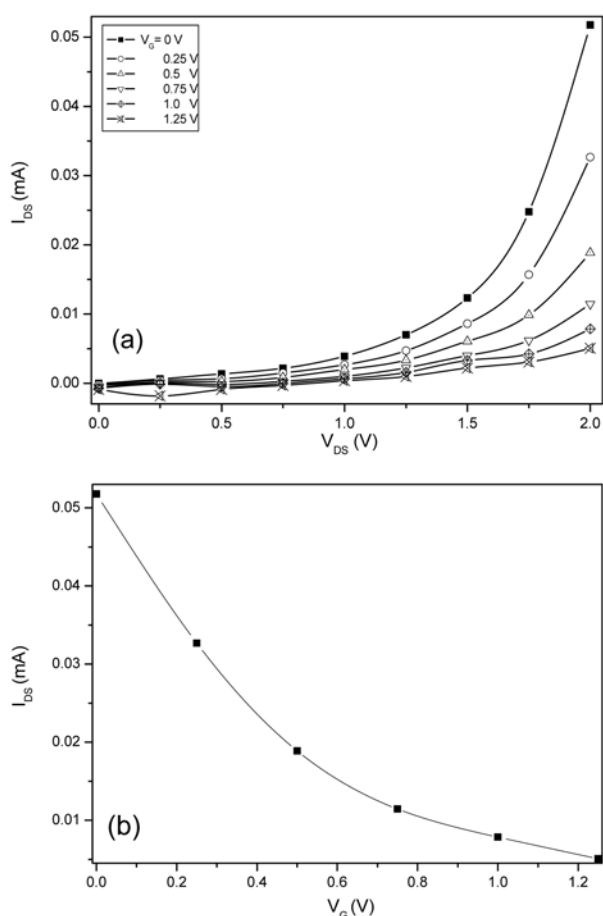 0.05
0.04
0.03
0.02
0.01
0.00
I_DS (mA)
V_G = 0 V
0.25 V
0.5 V
0.75 V
1.0 V
1.25 V
(a)
0.0 0.5 1.0 1.5 2.0
V_DS (V)
0.05
0.04
0.03
0.02
0.01
I_DS (mA)
(b)
0.0 0.2 0.4 0.6 0.8 1.0 1.2
V_G (V)